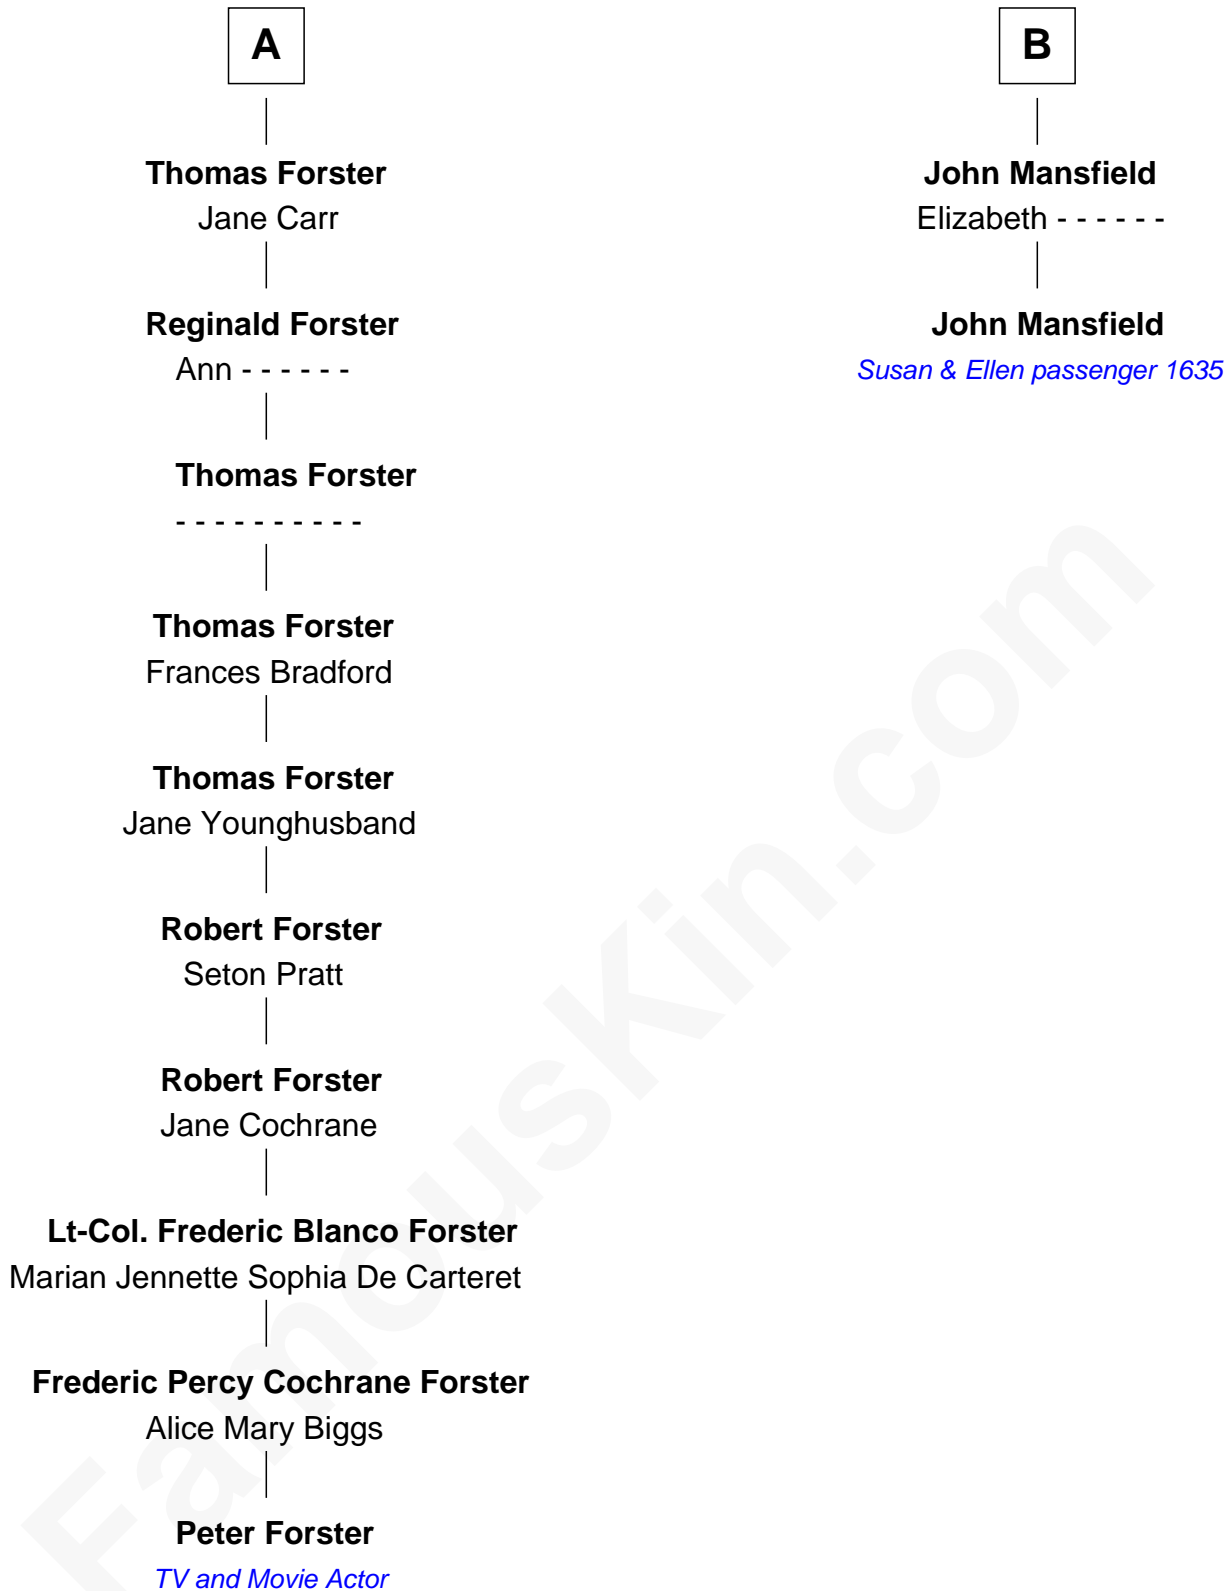 A
Thomas Forster
Jane Carr
Reginald Forster
Ann - - - - - -
Thomas Forster
- - - - - - - - - -
Thomas Forster
Frances Bradford
Thomas Forster
Jane Younghusband
Robert Forster
Seton Pratt
Robert Forster
Jane Cochrane
Lt-Col. Frederic Blanco Forster
Marian Jennette Sophia De Carteret
Frederic Percy Cochrane Forster
Alice Mary Biggs
Peter Forster
TV and Movie Actor
B
John Mansfield
Elizabeth - - - - - -
John Mansfield
Susan & Ellen passenger 1635
FamousKin.com